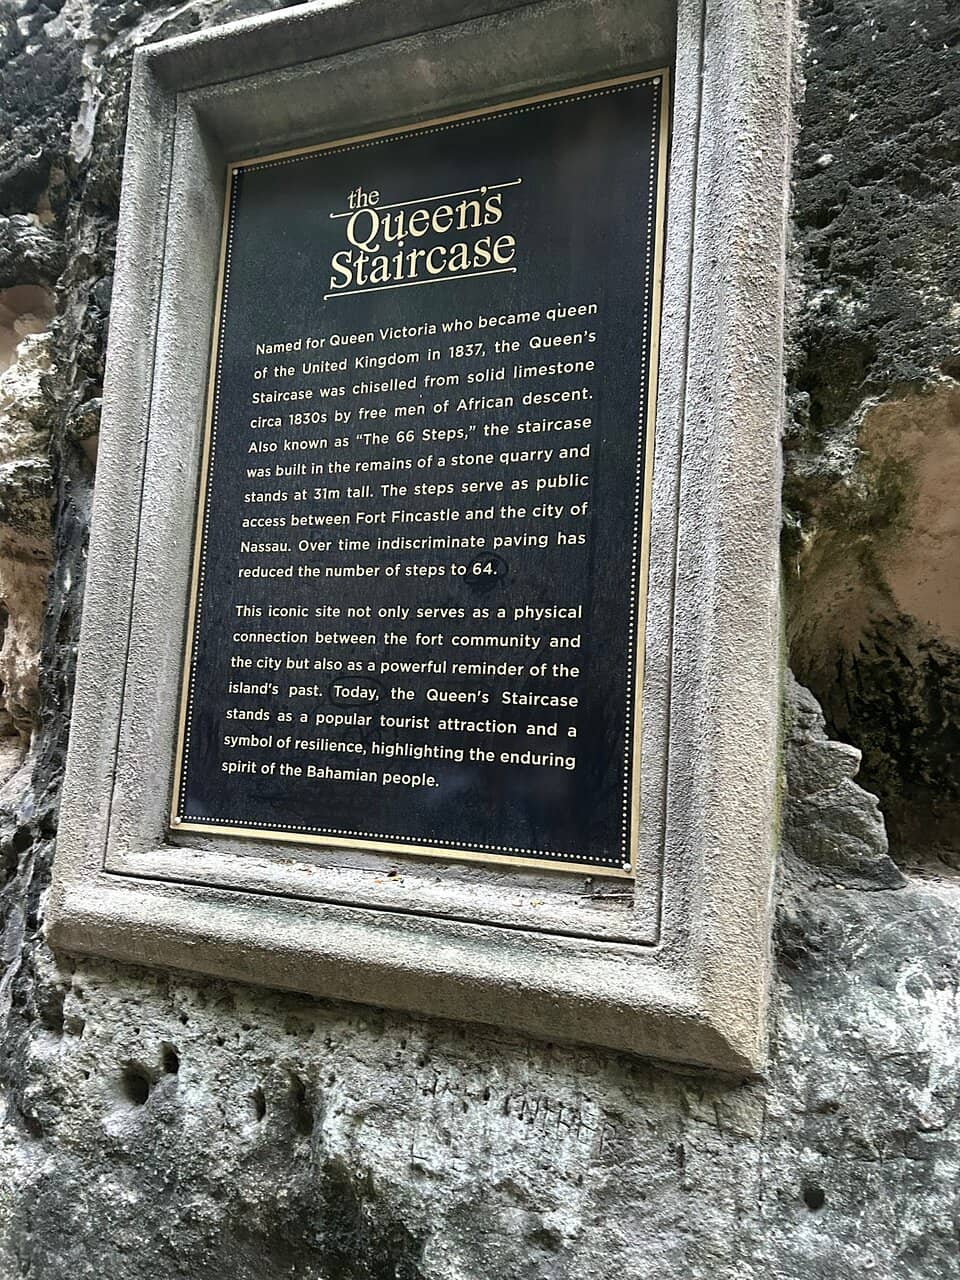 the
Queen's
Staircase
Named for Queen Victoria who became queen
of the United Kingdom in 1837, the Queen's
Staircase was chiselled from solid limestone
circa 1830s by free men of African descent.
Also known as “The 66 Steps,” the staircase
was built in the remains of a stone quarry and
stands at 31m tall. The steps serve as public
access between Fort Fincastle and the city of
Nassau. Over time indiscriminate paving has
reduced the number of steps to 64.
This iconic site not only serves as a physical
connection between the fort community and
the city but also as a powerful reminder of the
island's past. Today, the Queen's Staircase
stands as a popular tourist attraction and a
symbol of resilience, highlighting the enduring
spirit of the Bahamian people.